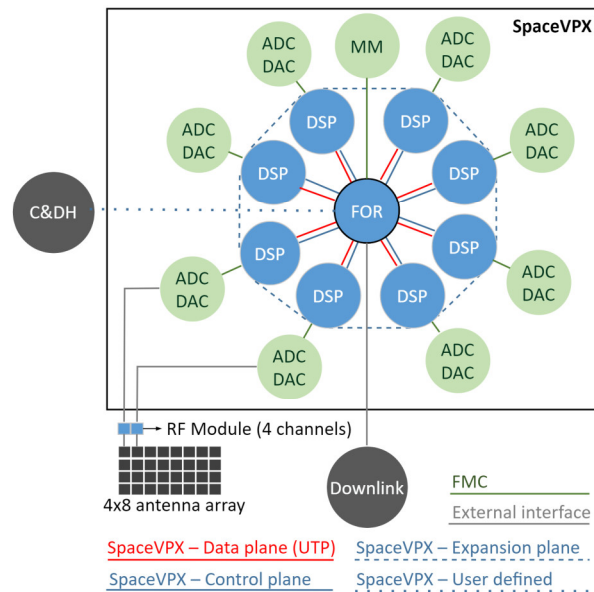 SpaceVPX
ADC
DAC
MM
ADC
DAC
DSP
DSP
ADC
DAC
ADC
DAC
DSP
DSP
C&DH
FOR
DSP
DSP
ADC
DAC
ADC
DAC
DSP
DSP
ADC
DAC
ADC
DAC
RF Module (4 channels)
4x8 antenna array
Downlink
FMC
External interface
SpaceVPX – Data plane (UTP)
SpaceVPX – Expansion plane
SpaceVPX – Control plane
SpaceVPX – User defined